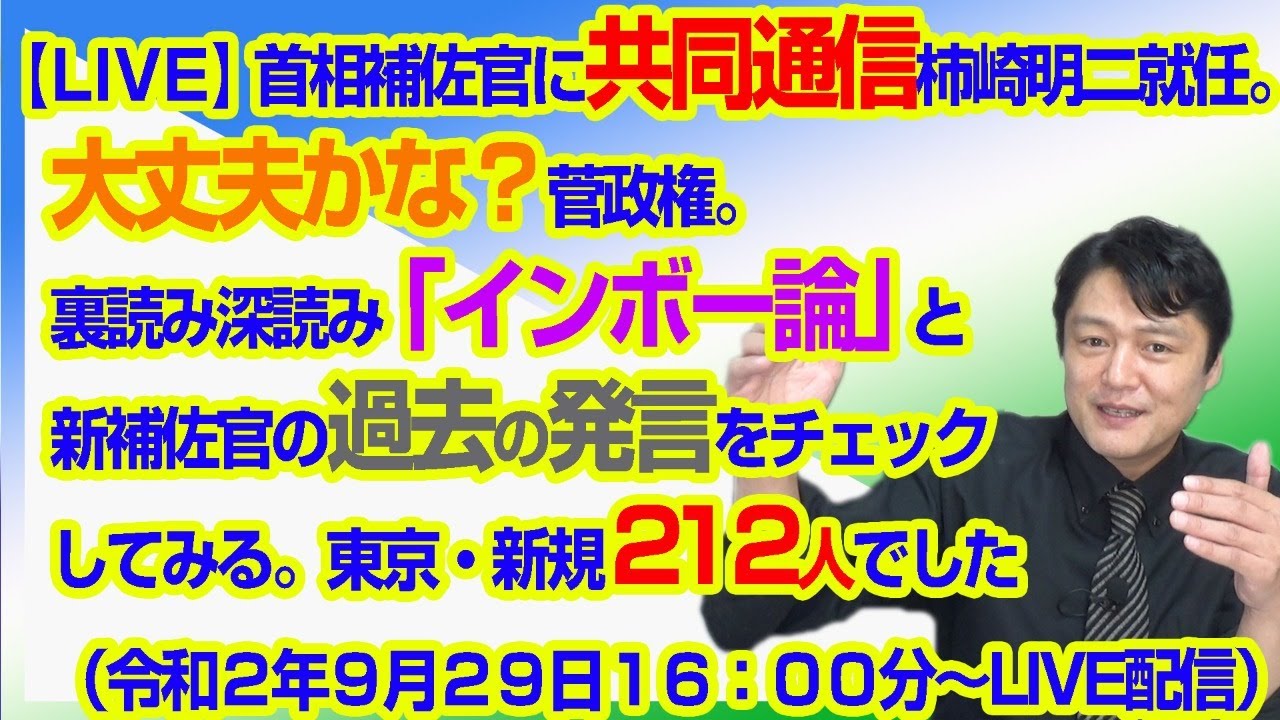 【LIVE】首相補佐官に共同通信柿崎明二就任。
大丈夫かな？菅政権。
裏読み深読み「インボー論」と
新補佐官の過去の発言をチェック
してみる。東京・新規２１２人でした
（令和２年９月２９日１６：００分～LIVE配信）